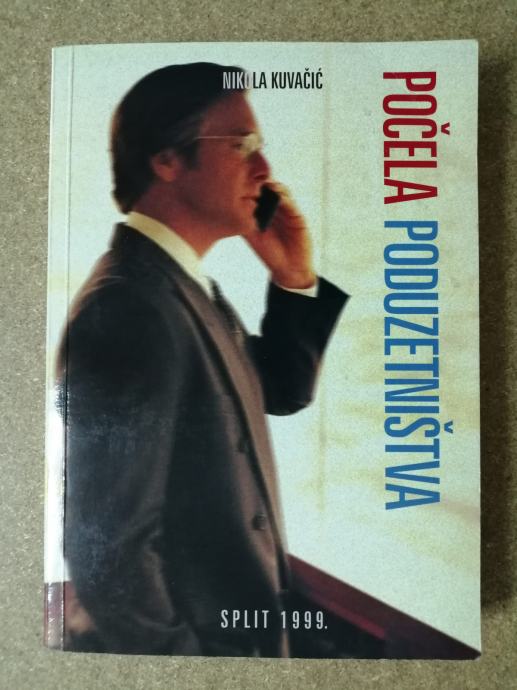 NIKOLA KUVAČIĆ
POČELA PODUZETNIŠTVA
SPLIT 1999.